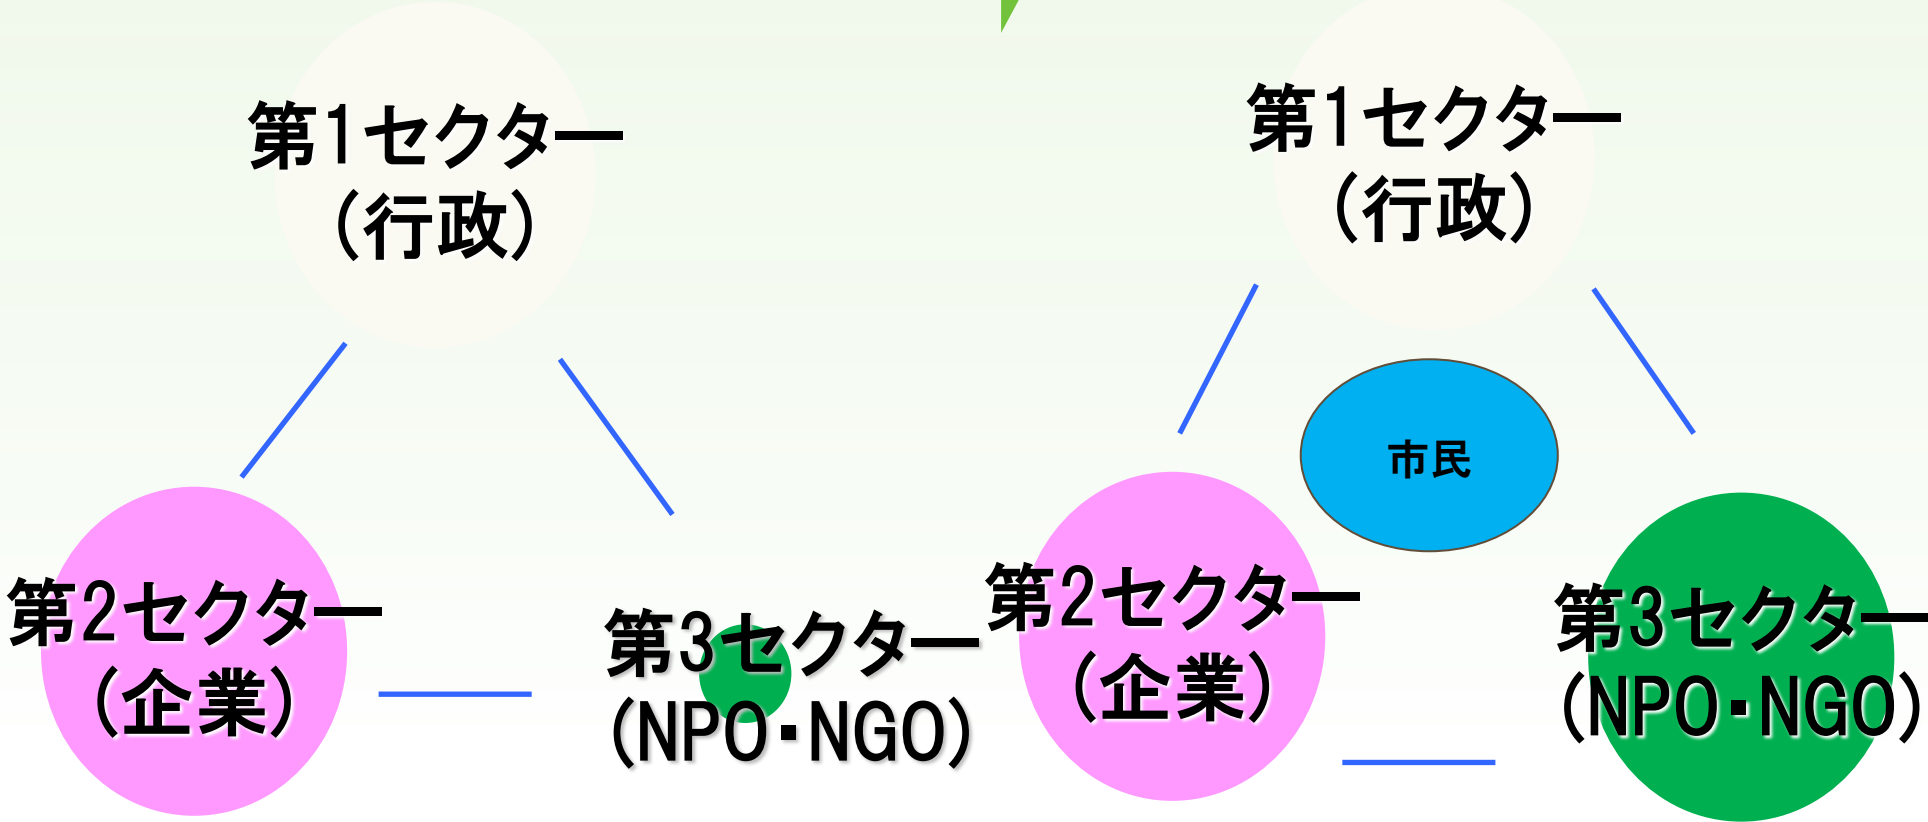 第1セクター
(行政)
第2セクター
(企業)
第3セクター
(NPO・NGO)
第1セクター
(行政)
市民
第2セクター
(企業)
第3セクター
(NPO・NGO)